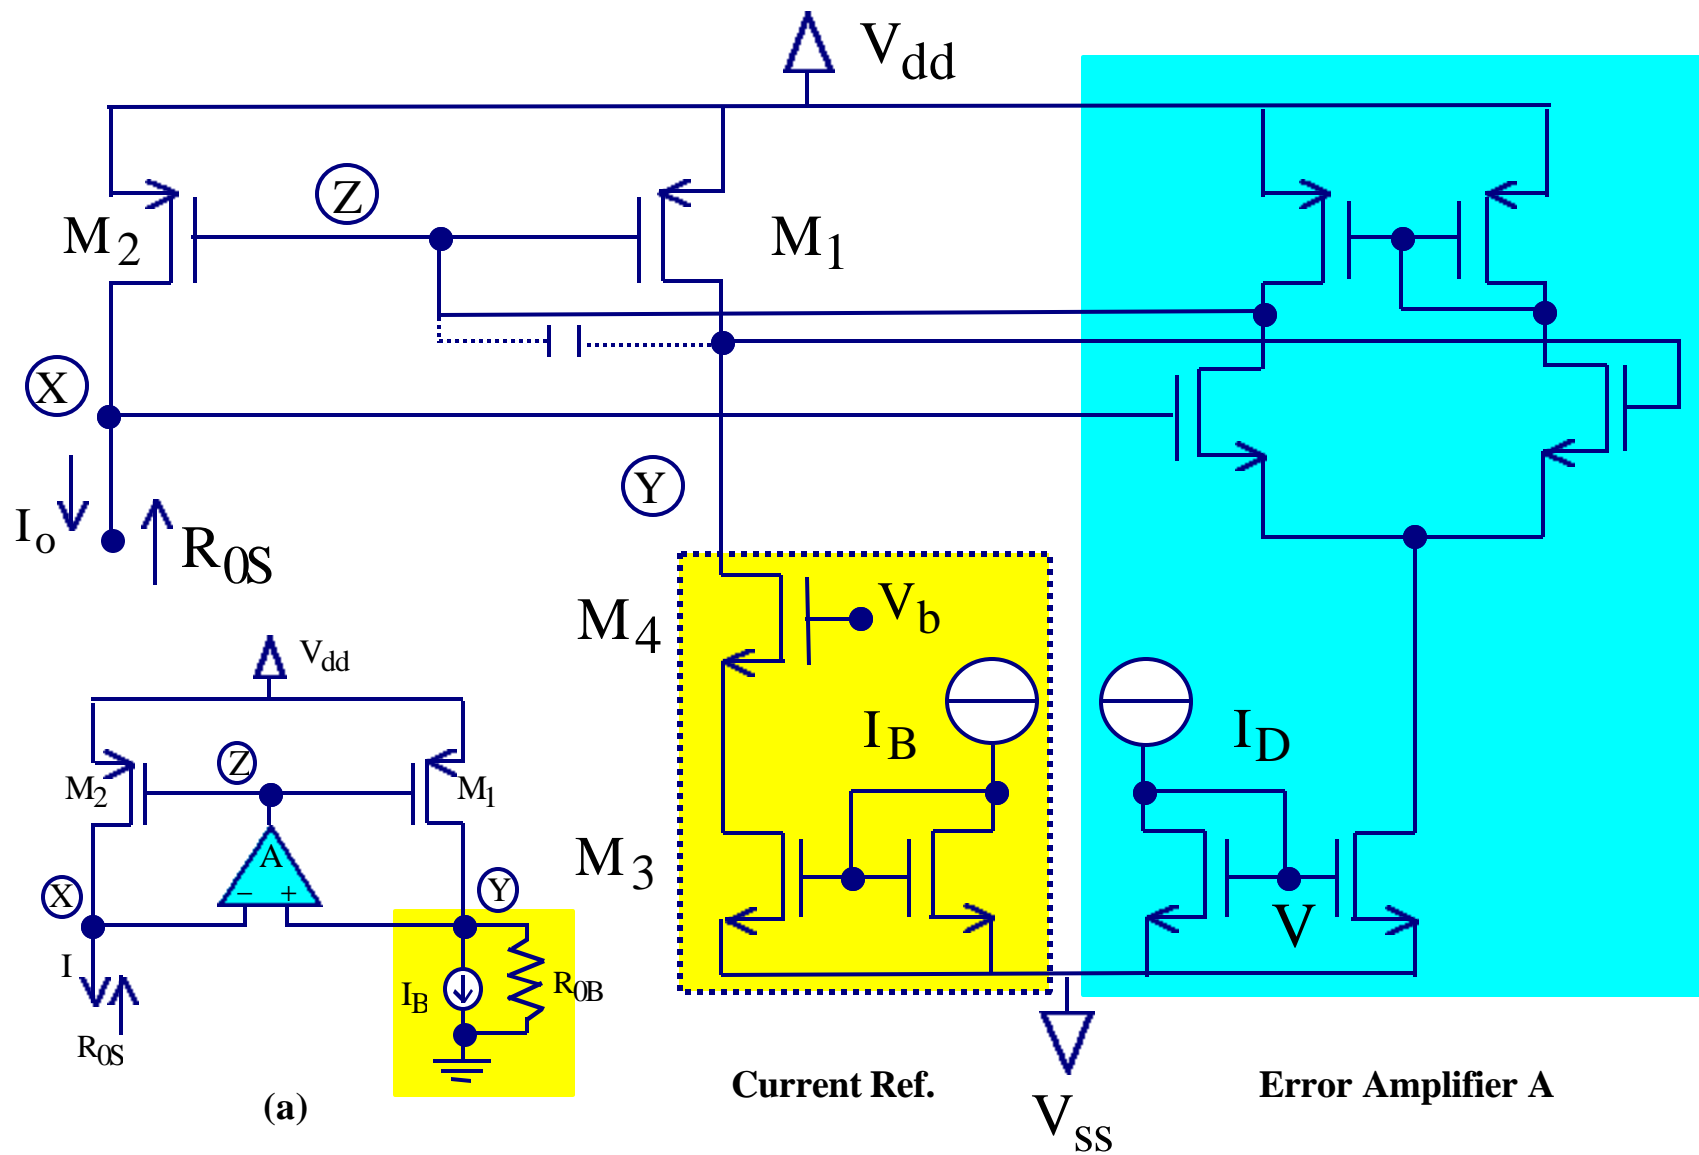 Vdd
Z
M2
M1
X
Y
Io
R0S
M4
Vb
IB
ID
M3
V
Vdd
M2
Z
M1
A
− +
X
Y
I
IB
R0B
R0S
(a)
Current Ref.
Error Amplifier A
Vss